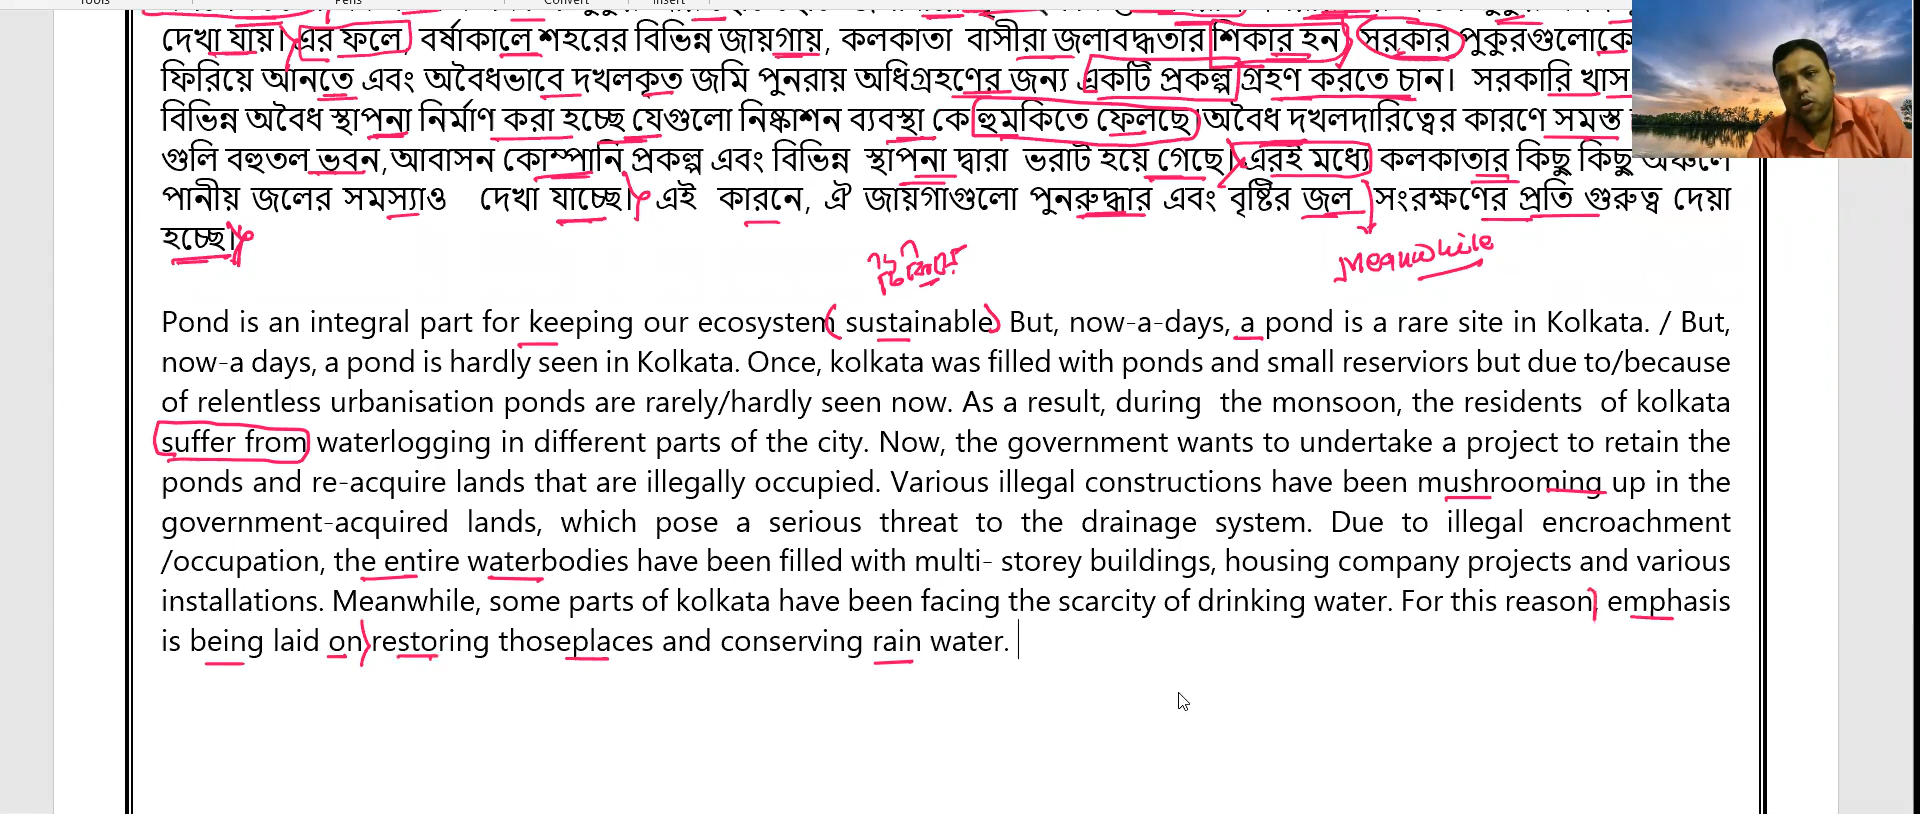 Tools Pens Convert Insert
দেখা যায়। এর ফলে, বর্ষাকালে শহরের বিভিন্ন জায়গায়, কলকাতা বাসীরা জলাবদ্ধতার শিকার হন, সরকার পুকুরগুলোকে
ফিরিয়ে আনতে এবং অবৈধভাবে দখলকৃত জমি পুনরায় অধিগ্রহণের জন্য একটি প্রকল্প গ্রহণ করতে চান। সরকারি খাস
বিভিন্ন অবৈধ স্থাপনা নির্মাণ করা হচ্ছে যেগুলো নিষ্কাশন ব্যবস্থা কে হুমকিতে ফেলছে অবৈধ দখলদারিত্বের কারণে সমস্ত
গুলি বহুতল ভবন,আবাসন কোম্পানি প্রকল্প এবং বিভিন্ন স্থাপনা দ্বারা ভরাট হয়ে গেছে। এরই মধ্যে কলকাতার কিছু কিছু অঞ্চলে
পানীয় জলের সমস্যাও দেখা যাচ্ছে। এই কারনে, ঐ জায়গাগুলো পুনরুদ্ধার এবং বৃষ্টির জল সংরক্ষণের প্রতি গুরুত্ব দেয়া
হচ্ছে।
Meanwhile
Pond is an integral part for keeping our ecosystem sustainable But, now-a-days, a pond is a rare site in Kolkata. / But,
now-a days, a pond is hardly seen in Kolkata. Once, kolkata was filled with ponds and small reserviors but due to/because
of relentless urbanisation ponds are rarely/hardly seen now. As a result, during the monsoon, the residents of kolkata
suffer from waterlogging in different parts of the city. Now, the government wants to undertake a project to retain the
ponds and re-acquire lands that are illegally occupied. Various illegal constructions have been mushrooming up in the
government-acquired lands, which pose a serious threat to the drainage system. Due to illegal encroachment
/occupation, the entire waterbodies have been filled with multi- storey buildings, housing company projects and various
installations. Meanwhile, some parts of kolkata have been facing the scarcity of drinking water. For this reason, emphasis
is being laid on restoring thoseplaces and conserving rain water.